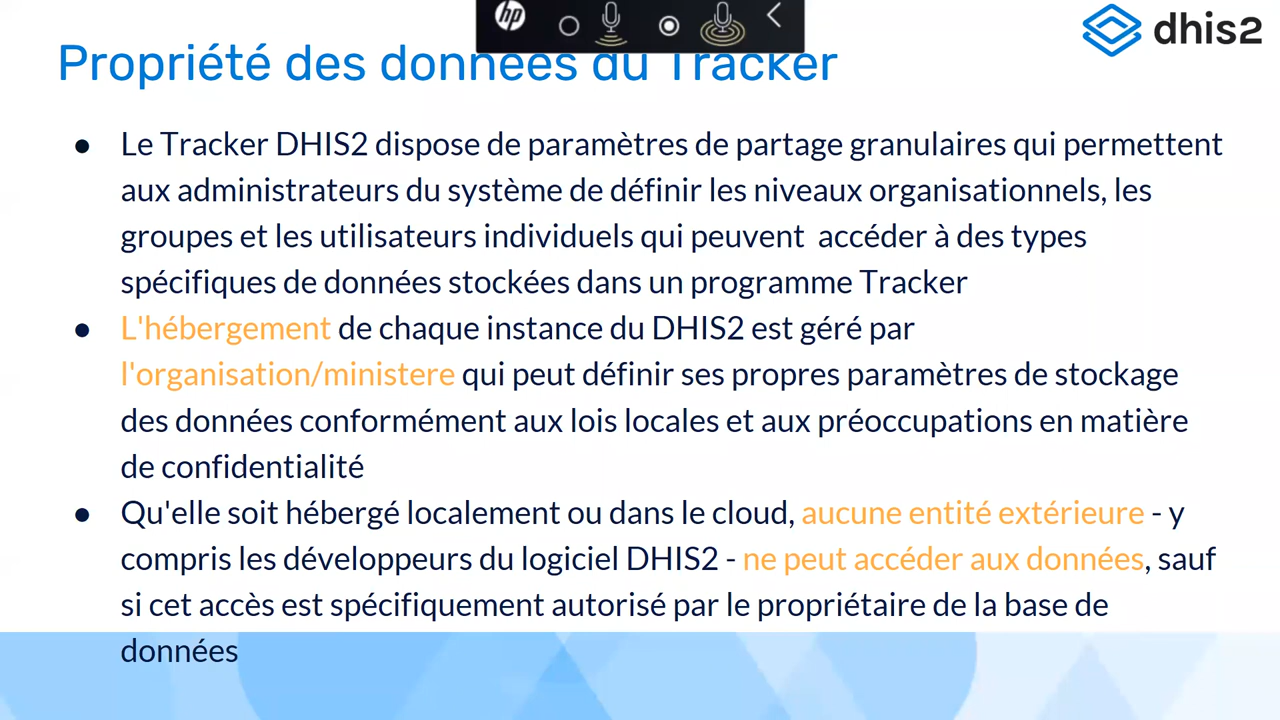 hp
dhis2
Propriété des données du Tracker
● Le Tracker DHIS2 dispose de paramètres de partage granulaires qui permettent
aux administrateurs du système de définir les niveaux organisationnels, les
groupes et les utilisateurs individuels qui peuvent accéder à des types
spécifiques de données stockées dans un programme Tracker
● L'hébergement de chaque instance du DHIS2 est géré par
l'organisation/ministere qui peut définir ses propres paramètres de stockage
des données conformément aux lois locales et aux préoccupations en matière
de confidentialité
● Qu'elle soit hébergé localement ou dans le cloud, aucune entité extérieure - y
compris les développeurs du logiciel DHIS2 - ne peut accéder aux données, sauf
si cet accès est spécifiquement autorisé par le propriétaire de la base de
données